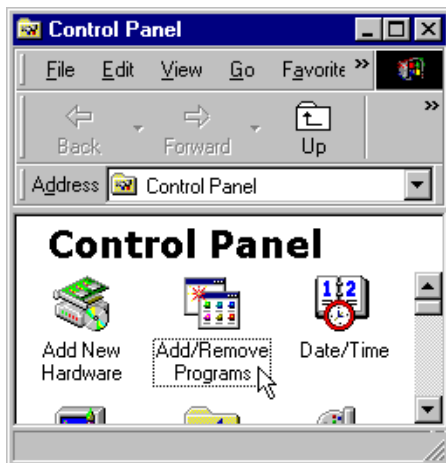 Control Panel
File Edit View Go Favorite »
Back Forward Up »
Address Control Panel
Control Panel
Add New Hardware
Add/Remove Programs
Date/Time